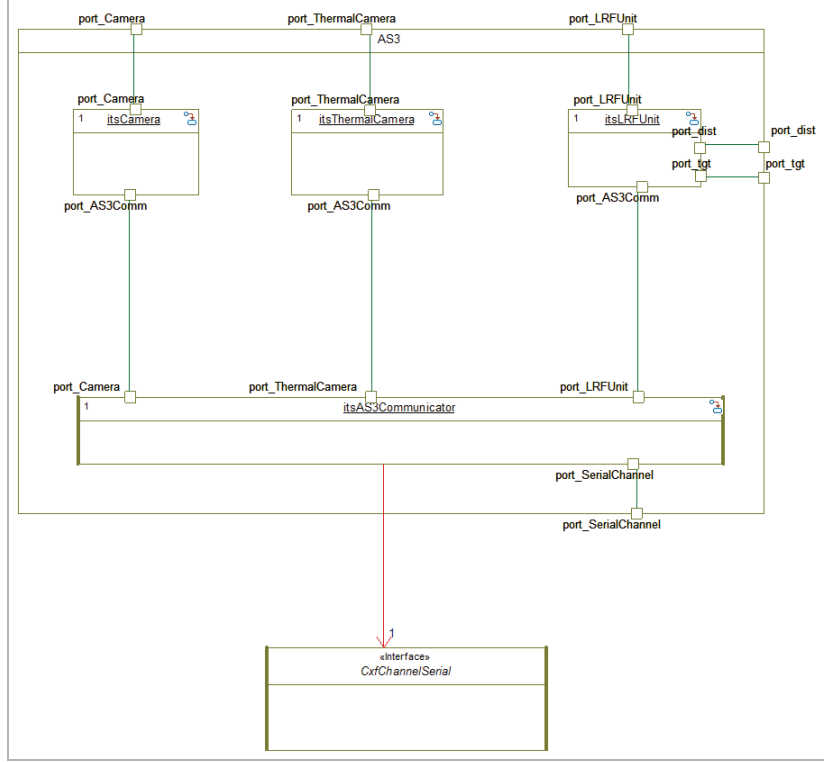 port_Camera
port_ThermalCamera
port_LRFUnit
AS3
port_Camera
port_ThermalCamera
port_LRFUnit
1 itsCamera
1 itsThermalCamera
1 itsLRFUnit
port_dist
port_dist
port_tgt
port_tgt
port_AS3Comm
port_AS3Comm
port_AS3Comm
port_Camera
port_ThermalCamera
port_LRFUnit
1 itsAS3Communicator
port_SerialChannel
port_SerialChannel
1
«Interface»
CxfChannelSerial